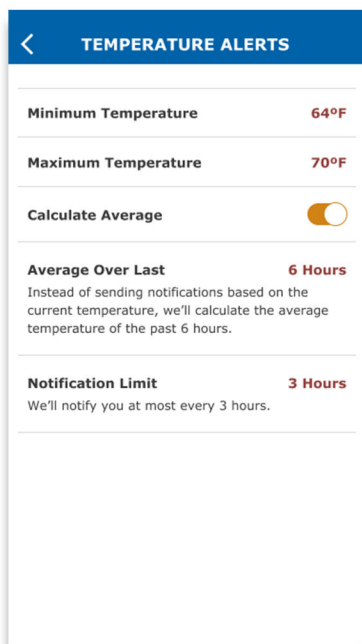 TEMPERATURE ALERTS
Minimum Temperature 64ºF
Maximum Temperature 70ºF
Calculate Average
Average Over Last 6 Hours
Instead of sending notifications based on the
current temperature, we’ll calculate the average
temperature of the past 6 hours.
Notification Limit 3 Hours
We’ll notify you at most every 3 hours.